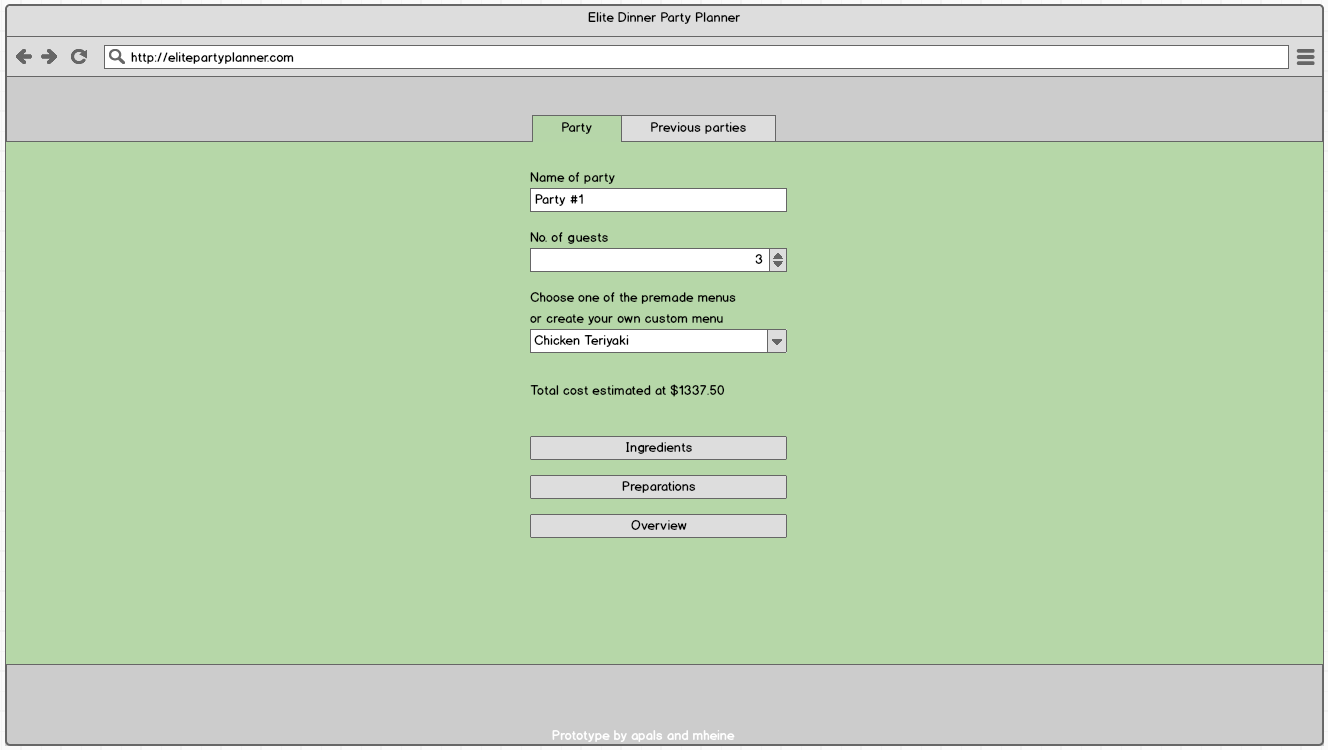 Elite Dinner Party Planner
http://elitepartyplanner.com
Party
Previous parties
Name of party
Party #1
No. of guests
3
Choose one of the premade menus
or create your own custom menu
Chicken Teriyaki
Total cost estimated at $1337.50
Ingredients
Preparations
Overview
Prototype by apals and mheine